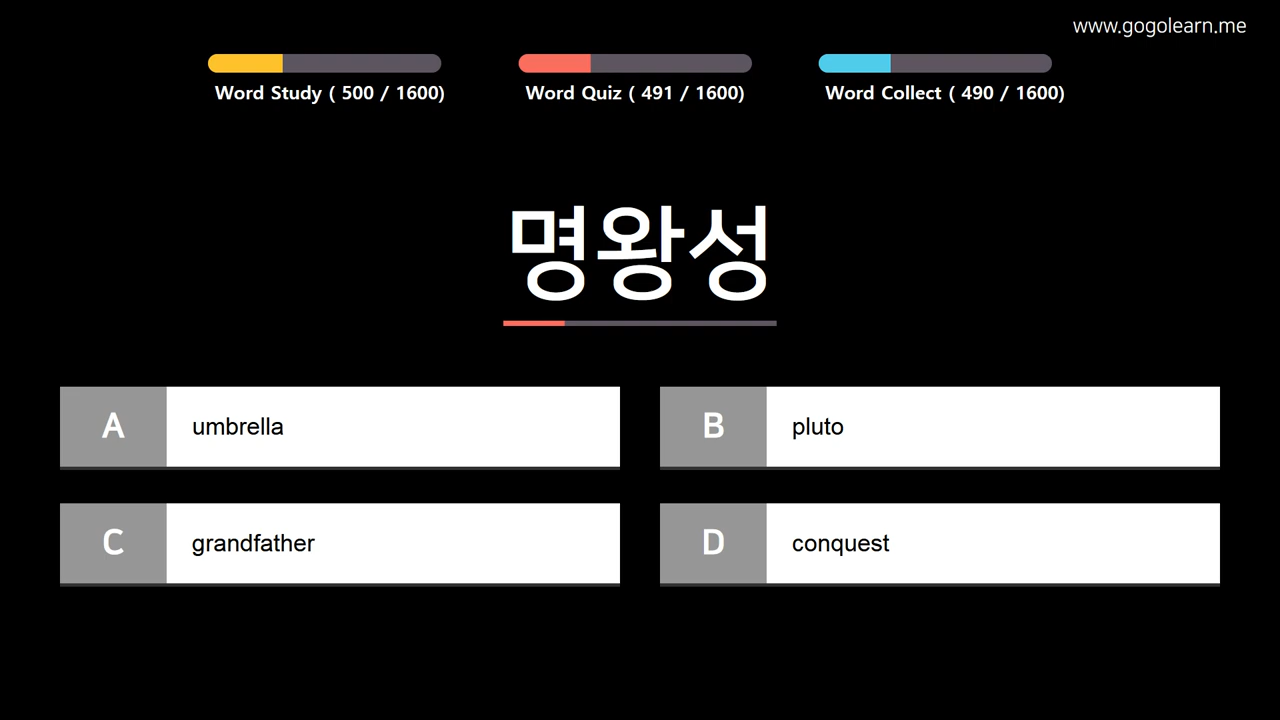 www.gogolearn.me
Word Study ( 500 / 1600)
Word Quiz ( 491 / 1600)
Word Collect ( 490 / 1600)
명왕성
A umbrella
B pluto
C grandfather
D conquest